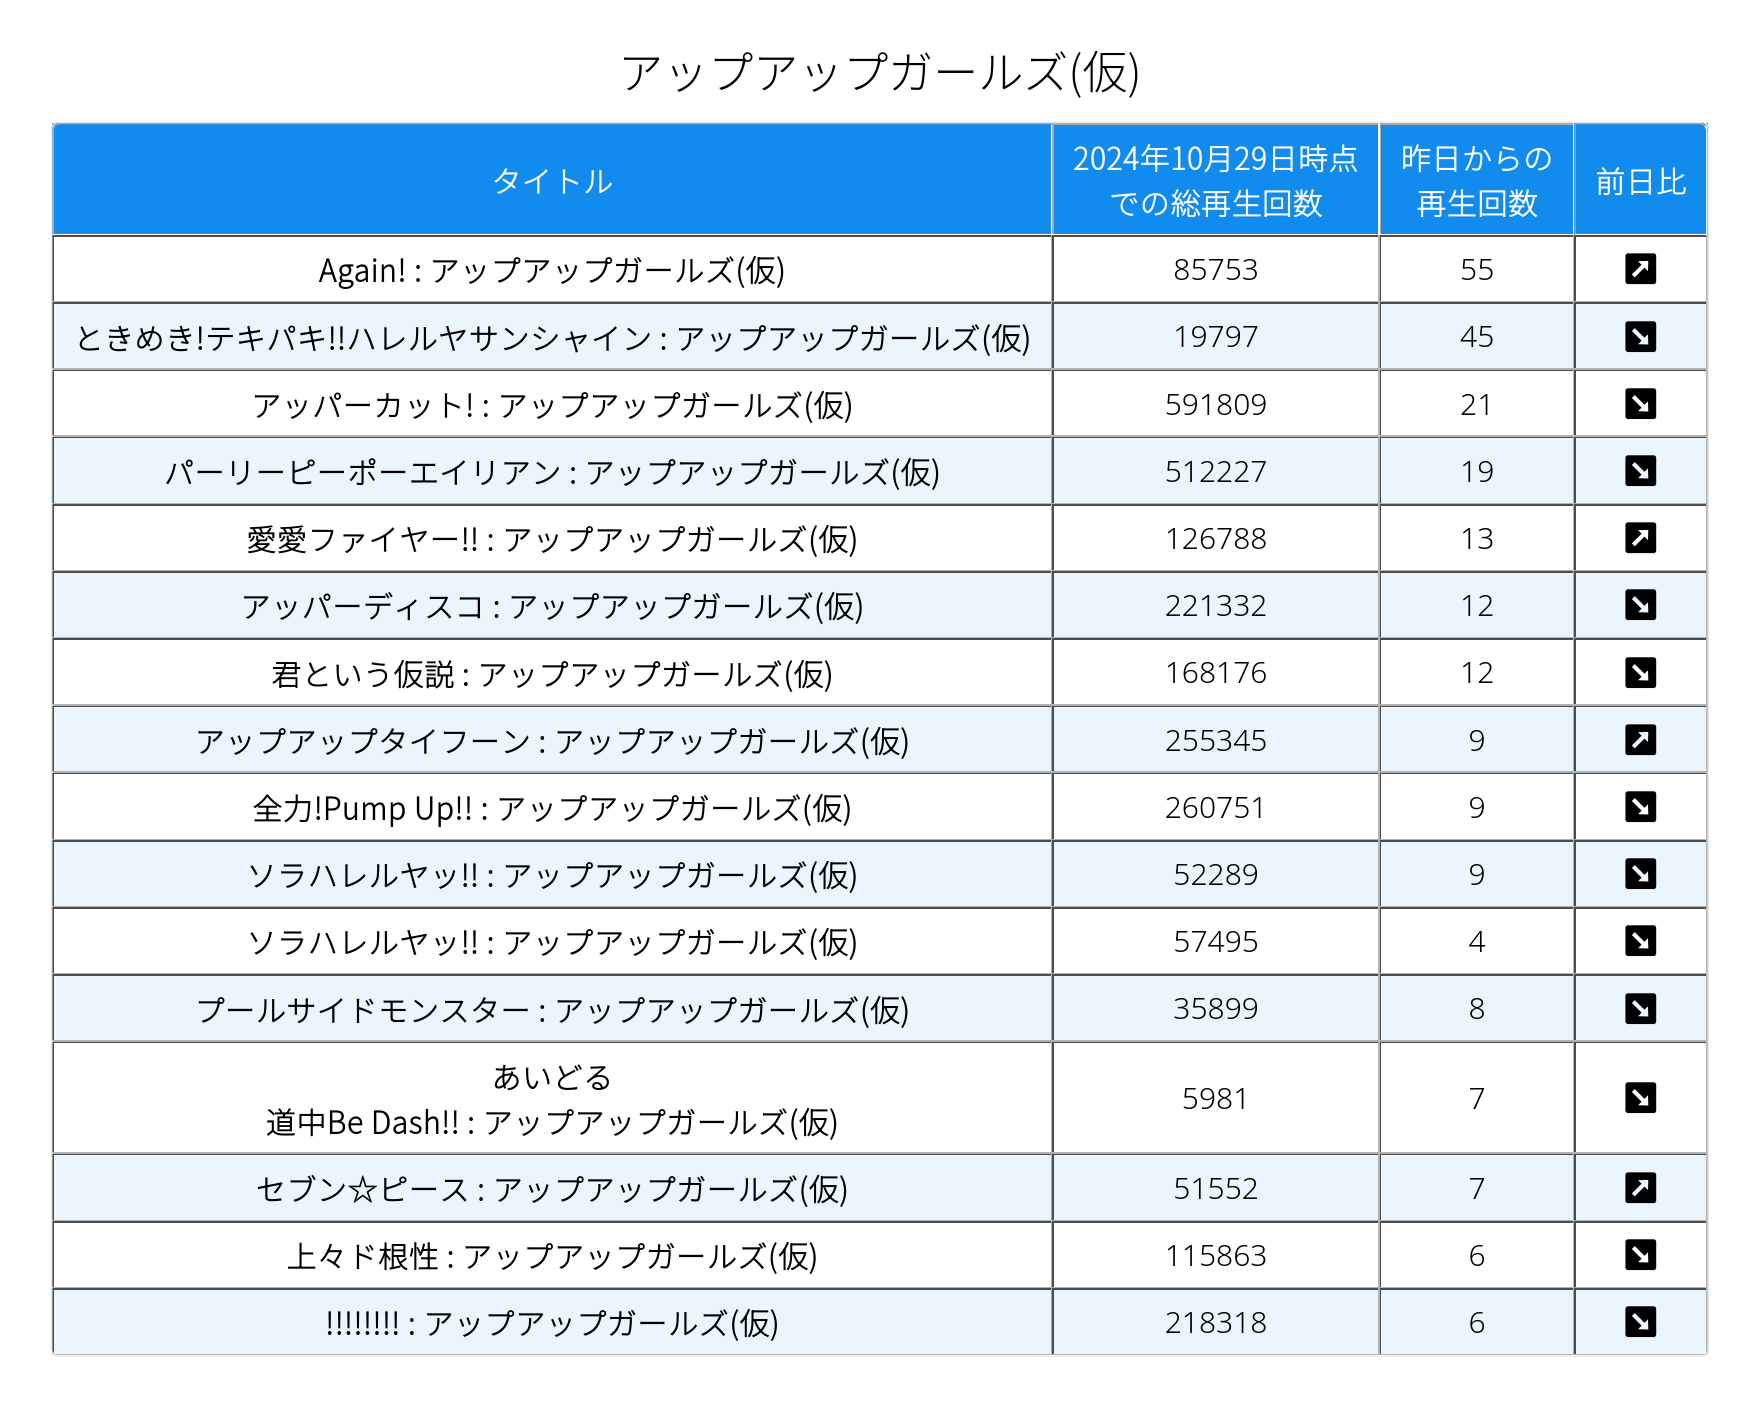 アップアップガールズ(仮)
タイトル
2024年10月29日時点
での総再生回数
昨日からの
再生回数
前日比
Again! : アップアップガールズ(仮) 85753 55
ときめき!テキパキ!!ハレルヤサンシャイン : アップアップガールズ(仮) 19797 45
アッパーカット! : アップアップガールズ(仮) 591809 21
パーリーピーポーエイリアン : アップアップガールズ(仮) 512227 19
愛愛ファイヤー!! : アップアップガールズ(仮) 126788 13
アッパーディスコ : アップアップガールズ(仮) 221332 12
君という仮説 : アップアップガールズ(仮) 168176 12
アップアップタイフーン : アップアップガールズ(仮) 255345 9
全力!Pump Up!! : アップアップガールズ(仮) 260751 9
ソラハレルヤッ!! : アップアップガールズ(仮) 52289 9
ソラハレルヤッ!! : アップアップガールズ(仮) 57495 4
プールサイドモンスター : アップアップガールズ(仮) 35899 8
あいどる
道中Be Dash!! : アップアップガールズ(仮) 5981 7
セブン☆ピース : アップアップガールズ(仮) 51552 7
上々ド根性 : アップアップガールズ(仮) 115863 6
!!!!!!!! : アップアップガールズ(仮) 218318 6